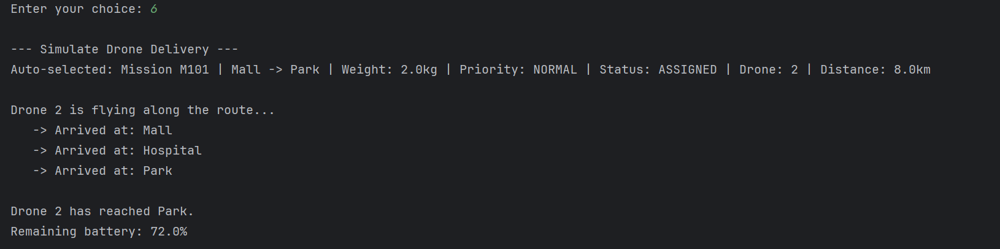 Enter your choice: 6
--- Simulate Drone Delivery ---
Auto-selected: Mission M101 | Mall -> Park | Weight: 2.0kg | Priority: NORMAL | Status: ASSIGNED | Drone: 2 | Distance: 8.0km
Drone 2 is flying along the route...
-> Arrived at: Mall
-> Arrived at: Hospital
-> Arrived at: Park
Drone 2 has reached Park.
Remaining battery: 72.0%